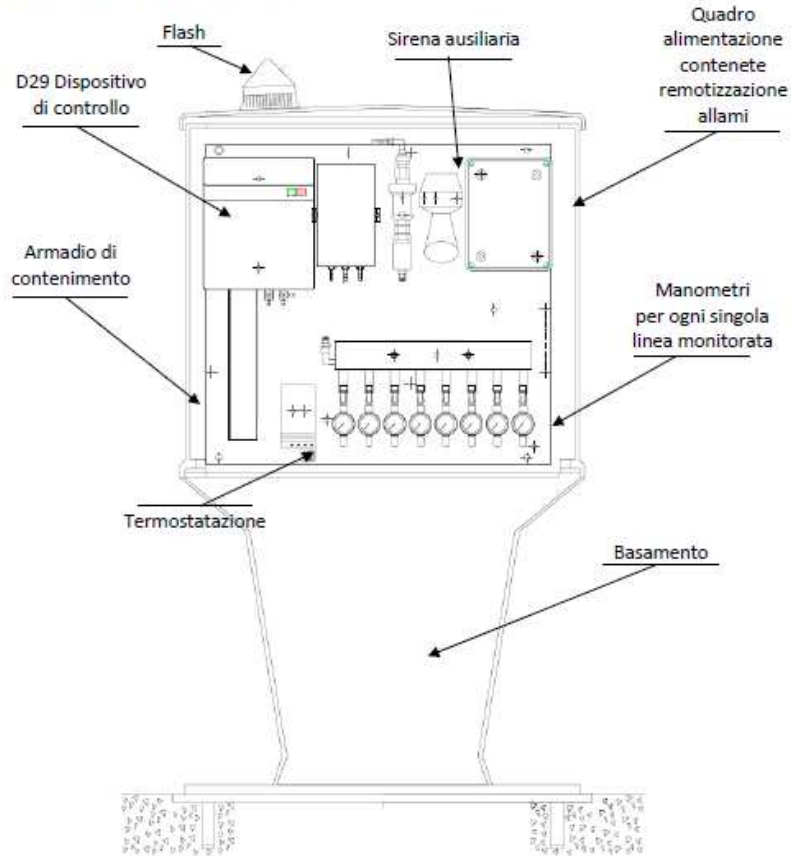 Flash
Sirena ausiliaria
Quadro
alimentazione
contenete
remotizzazione
allami
D29 Dispositivo
di controllo
Armadio di
contenimento
Manometri
per ogni singola
linea monitorata
Termostatazione
Basamento